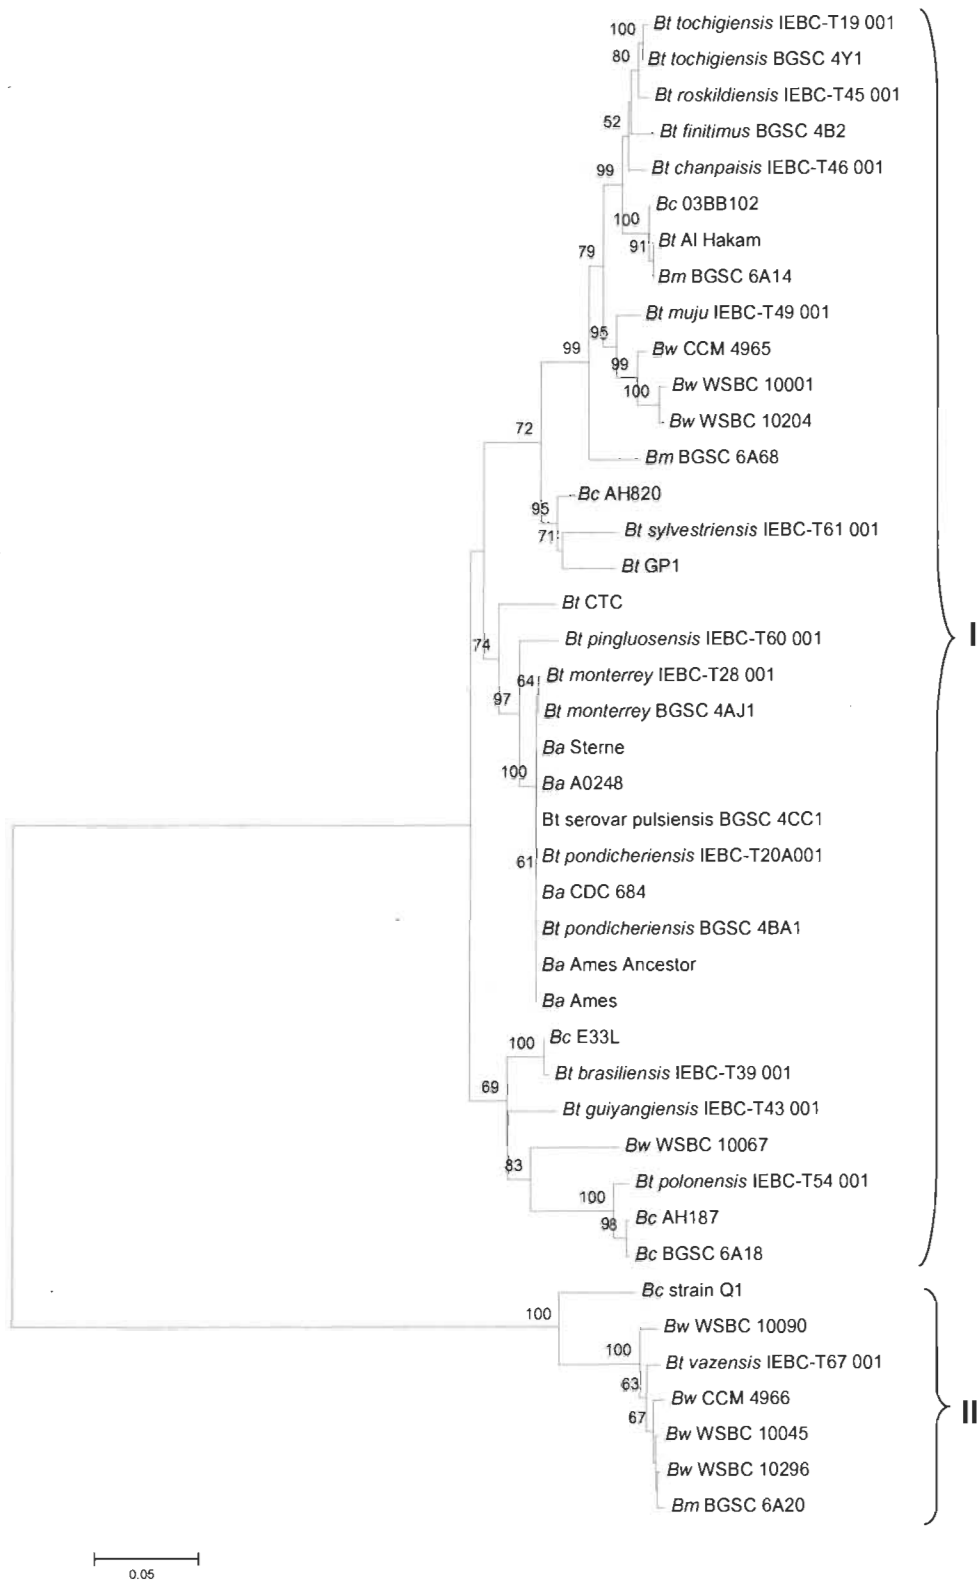 100
Bt tochigiensis IEBC-T19 001
80
Bt tochigiensis BGSC 4Y1
Bt roskildiensis IEBC-T45 001
52
Bt finitimus BGSC 4B2
99
Bt chanpaisis IEBC-T46 001
Bc 03BB102
100
91
Bt Al Hakam
79
Bm BGSC 6A14
Bt muju IEBC-T49 001
95
99
Bw CCM 4965
99
100
Bw WSBC 10001
Bw WSBC 10204
72
Bm BGSC 6A68
Bc AH820
95
71
Bt sylvestriensis IEBC-T61 001
Bt GP1
Bt CTC
74
Bt pingluosensis IEBC-T60 001
I
64
Bt monterrey IEBC-T28 001
97
Bt monterrey BGSC 4AJ1
Ba Sterne
100
Ba A0248
Bt serovar pulsiensis BGSC 4CC1
61
Bt pondicheriensis IEBC-T20A001
Ba CDC 684
Bt pondicheriensis BGSC 4BA1
Ba Ames Ancestor
Ba Ames
100
Bc E33L
69
Bt brasiliensis IEBC-T39 001
Bt guiyangiensis IEBC-T43 001
83
Bw WSBC 10067
100
Bt polonensis IEBC-T54 001
98
Bc AH187
Bc BGSC 6A18
100
Bc strain Q1
Bw WSBC 10090
100
Bt vazensis IEBC-T67 001
63
Bw CCM 4966
II
67
Bw WSBC 10045
Bw WSBC 10296
Bm BGSC 6A20
0.05